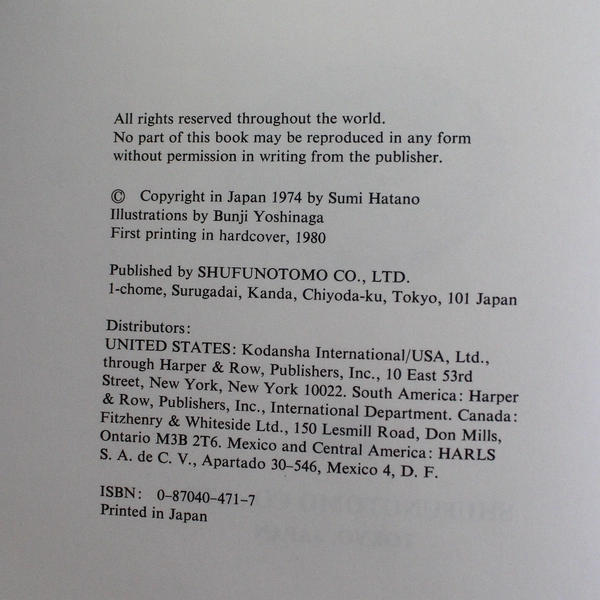 All rights reserved throughout the world.
No part of this book may be reproduced in any form
without permission in writing from the publisher.
© Copyright in Japan 1974 by Sumi Hatano
Illustrations by Bunji Yoshinaga
First printing in hardcover, 1980
Published by SHUFUNOTOMO CO., LTD.
1-chome, Surugadai, Kanda, Chiyoda-ku, Tokyo, 101 Japan
Distributors:
UNITED STATES: Kodansha International/USA, Ltd.,
through Harper & Row, Publishers, Inc., 10 East 53rd
Street, New York, New York 10022. South America: Harper
& Row, Publishers, Inc., International Department. Canada:
Fitzhenry & Whiteside Ltd., 150 Lesmill Road, Don Mills,
Ontario M3B 2T6. Mexico and Central America: HARLS
S. A. de C. V., Apartado 30-546, Mexico 4, D. F.
ISBN: 0-87040-471-7
Printed in Japan